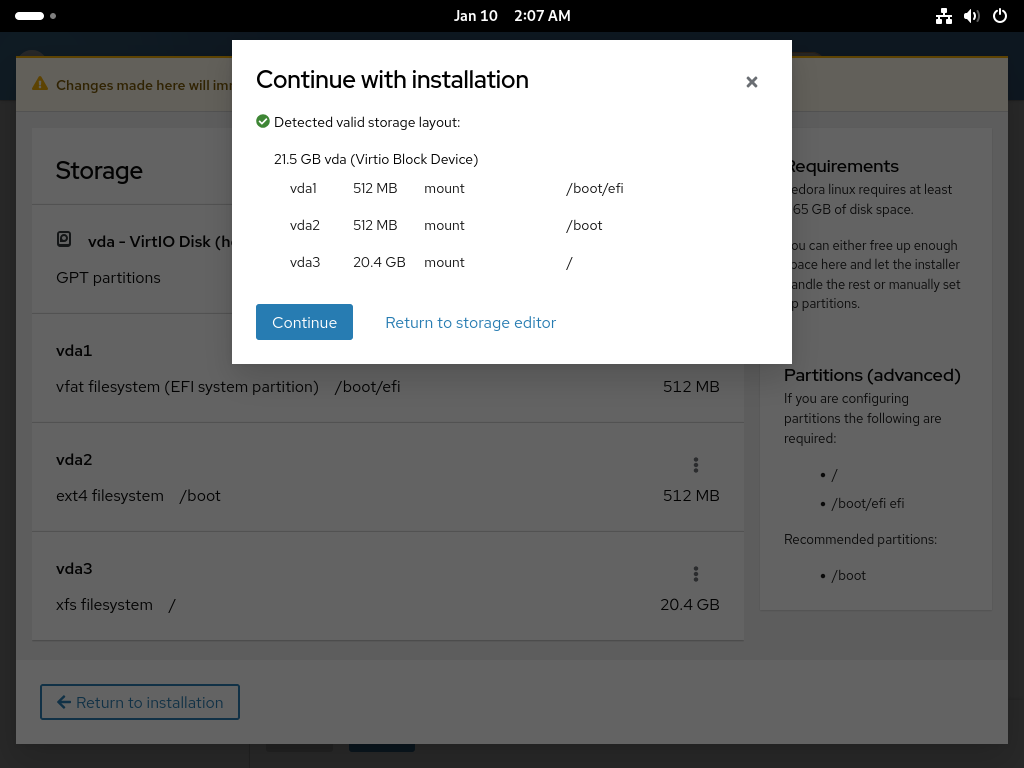 Jan 10 2:07 AM
Changes made here will
Continue with installation
Detected valid storage layout:
21.5 GB vda (Virtio Block Device)
vda1 512 MB mount /boot/efi
vda2 512 MB mount /boot
vda3 20.4 GB mount /
Continue
Return to storage editor
Storage
vda - VirtIO Disk
GPT partitions
vda1
vfat filesystem (EFI system partition) /boot/efi
512 MB
vda2
ext4 filesystem /boot
512 MB
vda3
xfs filesystem /
20.4 GB
Requirements
linux requires at least
GB of disk space.
can either free up enough
here and let the installer
the rest or manually set
partitions.
Partitions (advanced)
If you are configuring
partitions the following are
required:
• /
• /boot/efi efi
Recommended partitions:
• /boot
Return to installation